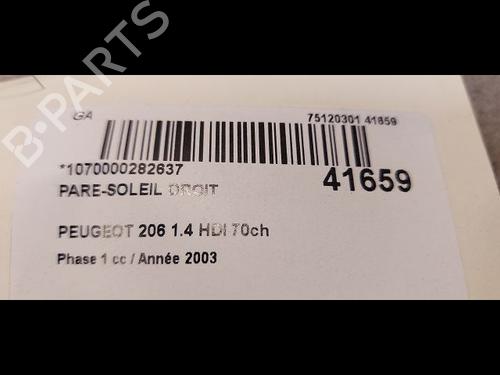 GA
75120301 41659
*1070000282637
41659
PARE-SOLEIL DROIT
PEUGEOT 206 1.4 HDI 70ch
Phase 1 cc / Année 2003
B-PARTS